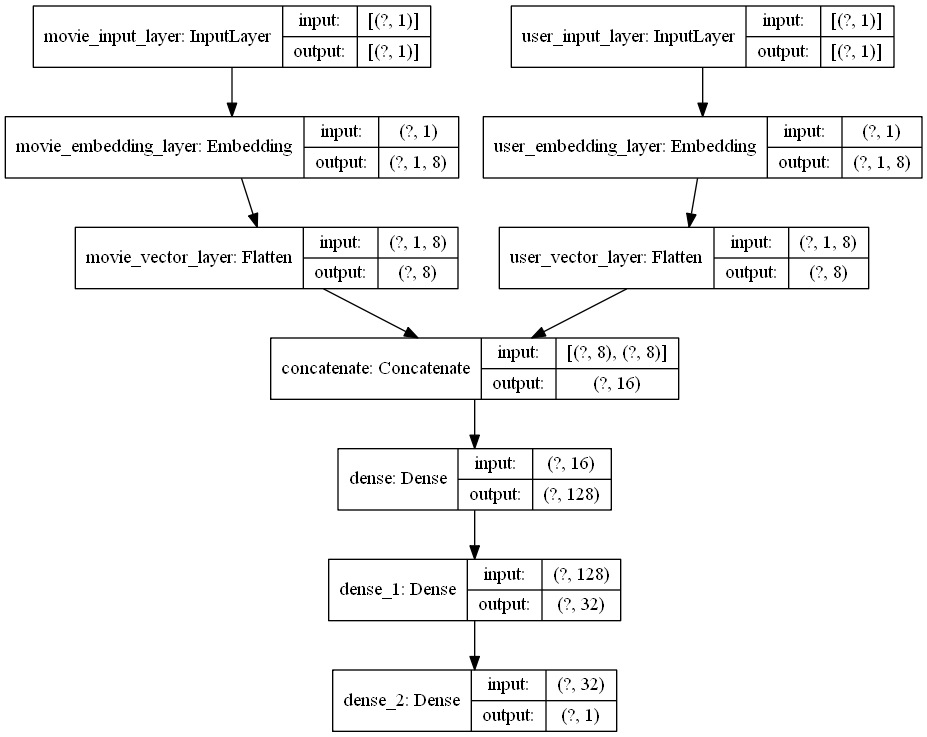 movie_input_layer: InputLayer input: [(?, 1)] output: [(?, 1)]
user_input_layer: InputLayer input: [(?, 1)] output: [(?, 1)]
movie_embedding_layer: Embedding input: (?, 1) output: (?, 1, 8)
user_embedding_layer: Embedding input: (?, 1) output: (?, 1, 8)
movie_vector_layer: Flatten input: (?, 1, 8) output: (?, 8)
user_vector_layer: Flatten input: (?, 1, 8) output: (?, 8)
concatenate: Concatenate input: [(?, 8), (?, 8)] output: (?, 16)
dense: Dense input: (?, 16) output: (?, 128)
dense_1: Dense input: (?, 128) output: (?, 32)
dense_2: Dense input: (?, 32) output: (?, 1)